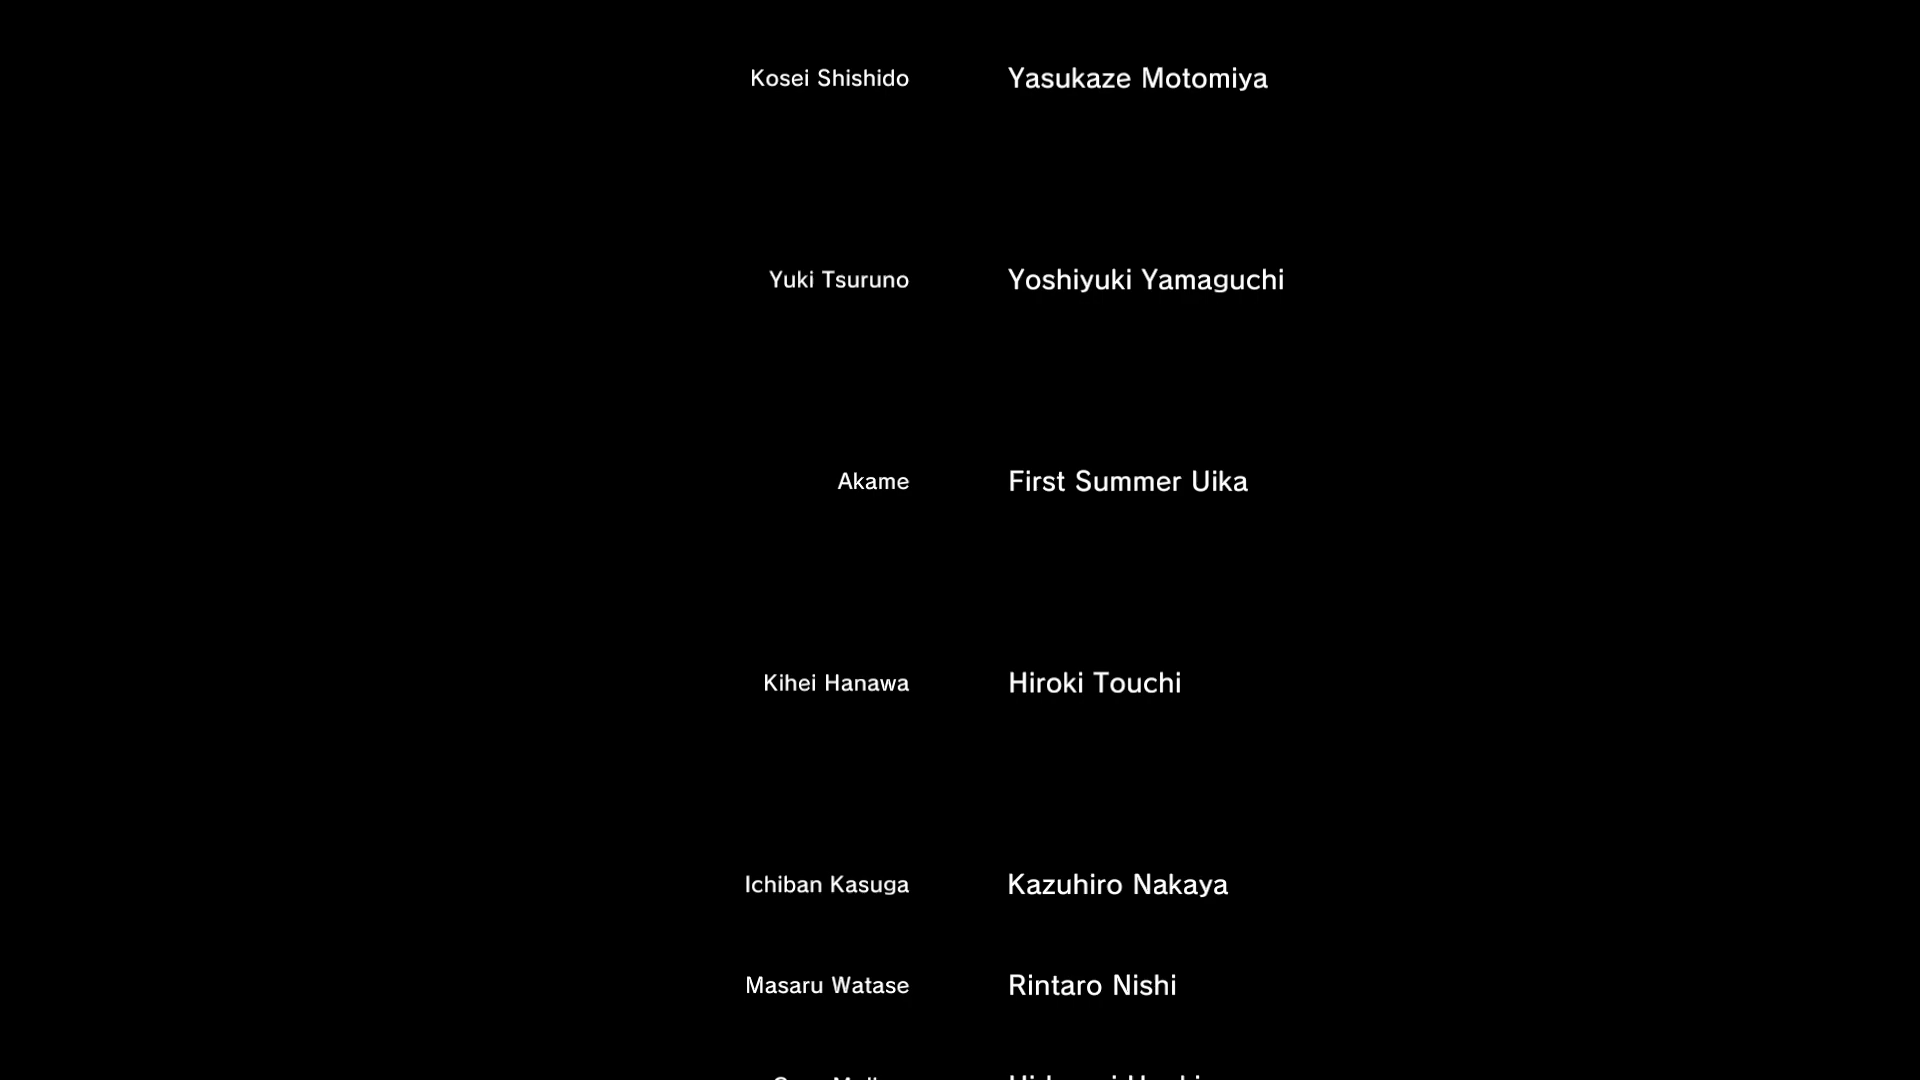 Kosei Shishido Yasukaze Motomiya
Yuki Tsuruno Yoshiyuki Yamaguchi
Akame First Summer Uika
Kihei Hanawa Hiroki Touchi
Ichiban Kasuga Kazuhiro Nakaya
Masaru Watase Rintaro Nishi